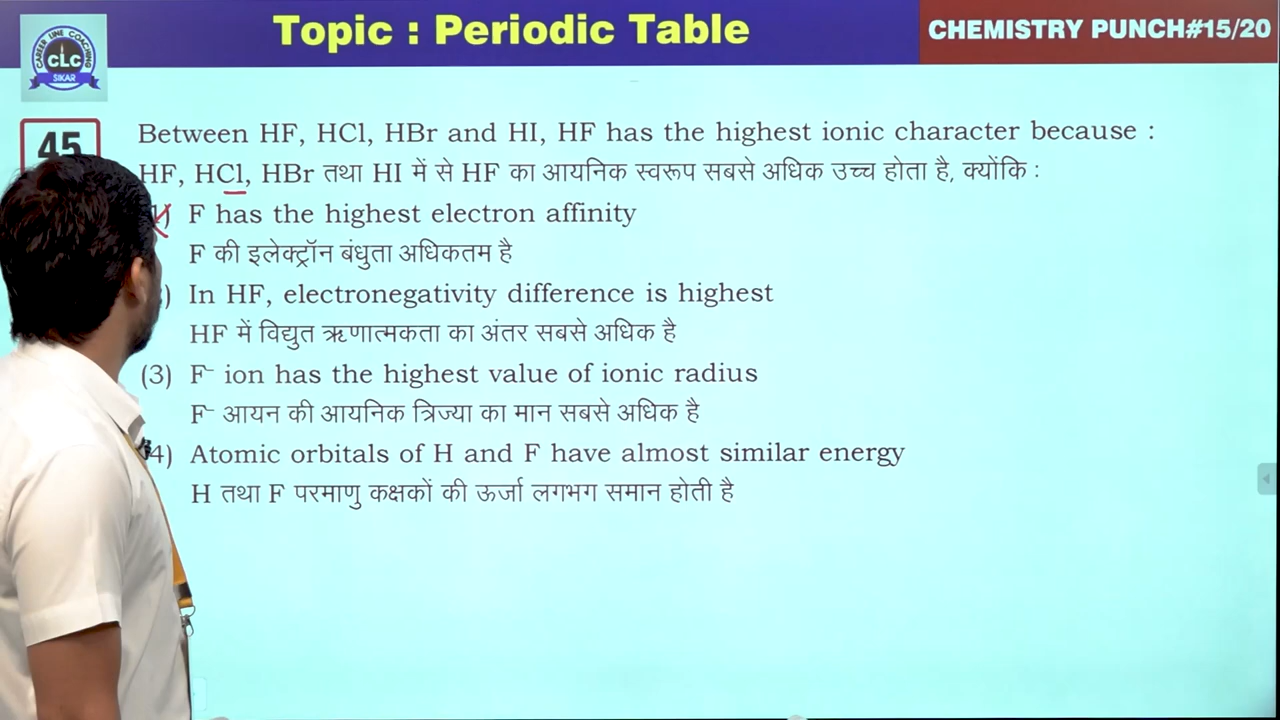 Topic : Periodic Table
CHEMISTRY PUNCH#15/20
CAREER LINE COACHING
CLC
SIKAR
45
Between HF, HCl, HBr and HI, HF has the highest ionic character because :
HF, HCl, HBr तथा HI में से HF का आयनिक स्वरूप सबसे अधिक उच्च होता है, क्योंकि :
1) F has the highest electron affinity
F की इलेक्ट्रॉन बंधुता अधिकतम है
) In HF, electronegativity difference is highest
HF में विद्युत ऋणात्मकता का अंतर सबसे अधिक है
(3) F⁻ ion has the highest value of ionic radius
F⁻ आयन की आयनिक त्रिज्या का मान सबसे अधिक है
4) Atomic orbitals of H and F have almost similar energy
H तथा F परमाणु कक्षकों की ऊर्जा लगभग समान होती है